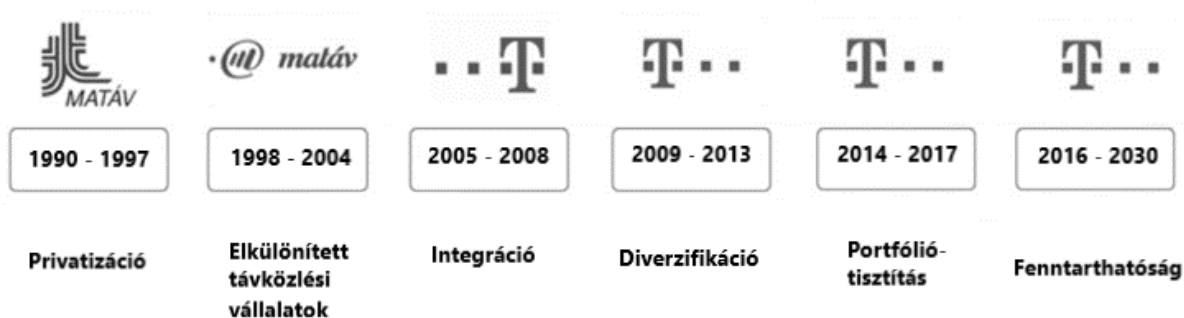 MATÁV
matáv
T
T
T
T
1990 - 1997
1998 - 2004
2005 - 2008
2009 - 2013
2014 - 2017
2016 - 2030
Privatizáció
Elkülönített
távközlési
vállalatok
Integráció
Diverzifikáció
Portfólió-
tisztítás
Fenntarthatóság